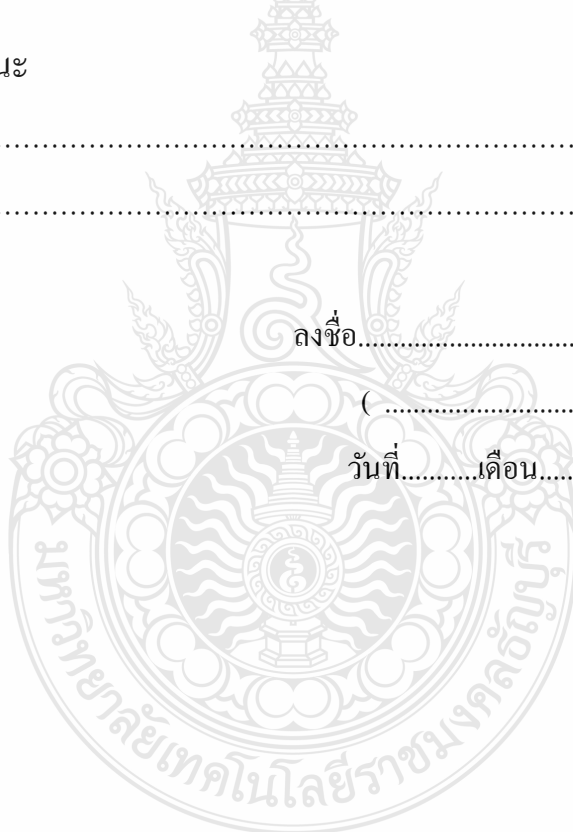 นะ
....................................................................................
....................................................................................
ลงชื่อ................................
( ............................
วันที่...........เดือน.....
มหาวิทยาลัยเทคโนโลยีราชมงคลธัญบุรี